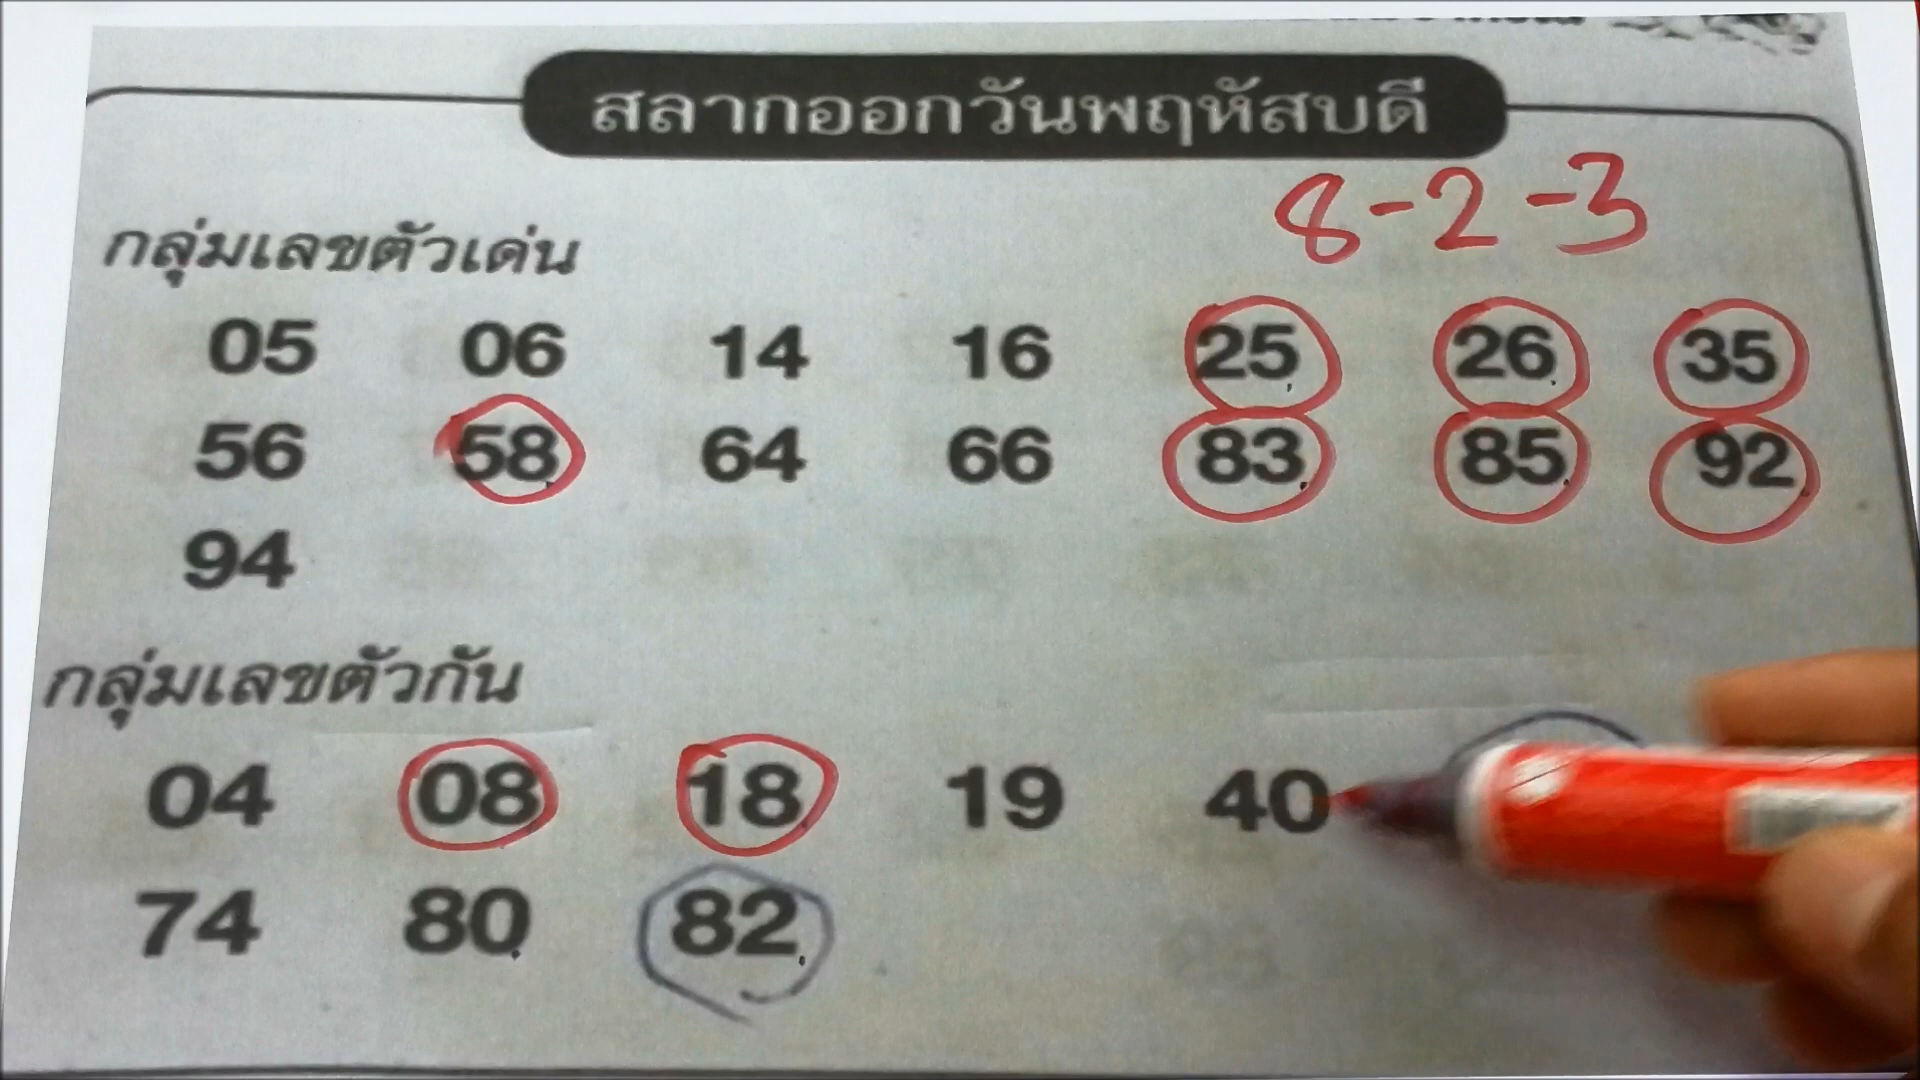 สลากออกวันพฤหัสบดี
8-2-3
กลุ่มเลขตัวเด่น
05 06 14 16 25 26 35
56 58 64 66 83 85 92
94
กลุ่มเลขตัวกัน
04 08 18 19 40
74 80 82